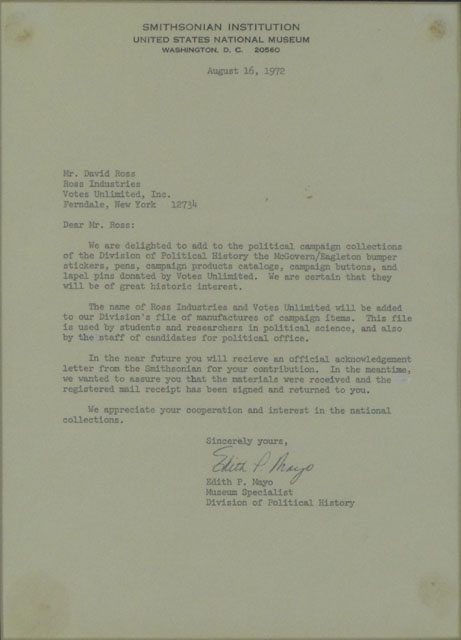 SMITHSONIAN INSTITUTION
UNITED STATES NATIONAL MUSEUM
WASHINGTON, D. C. 20560
August 16, 1972
Mr. David Ross
Ross Industries
Votes Unlimited, Inc.
Ferndale, New York 12734
Dear Mr. Ross:
We are delighted to add to the political campaign collections
of the Division of Political History the McGovern/Eagleton bumper
stickers, pens, campaign products catalogs, campaign buttons, and
lapel pins donated by Votes Unlimited. We are certain that they
will be of great historic interest.
The name of Ross Industries and Votes Unlimited will be added
to our Division's file of manufactures of campaign items. This file
is used by students and researchers in political science, and also
by the staff of candidates for political office.
In the near future you will recieve an official acknowledgement
letter from the Smithsonian for your contribution. In the meantime,
we wanted to assure you that the materials were received and the
registered mail receipt has been signed and returned to you.
We appreciate your cooperation and interest in the national
collections.
Sincerely yours,
Edith P. Mayo
Edith P. Mayo
Museum Specialist
Division of Political History